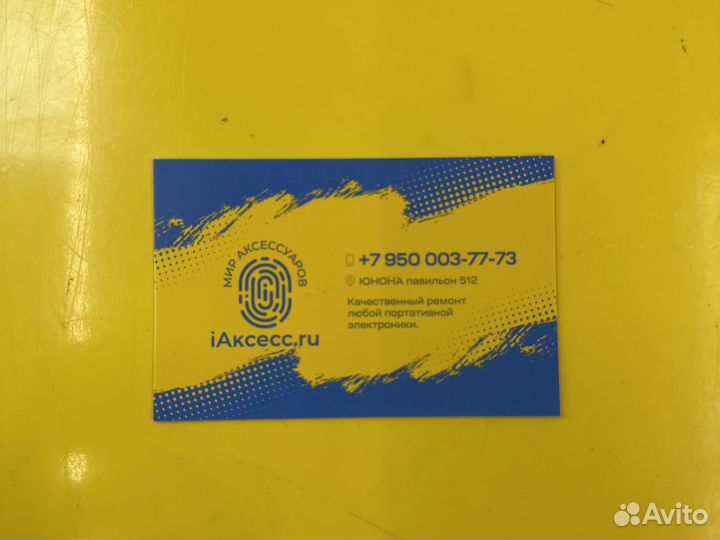 МИР АКСЕССУАРОВ
iАксесс.ru
+7 950 003-77-73
ЮНОНА павильон 512
Качественный ремонт
любой портативной
электроники.
Avito